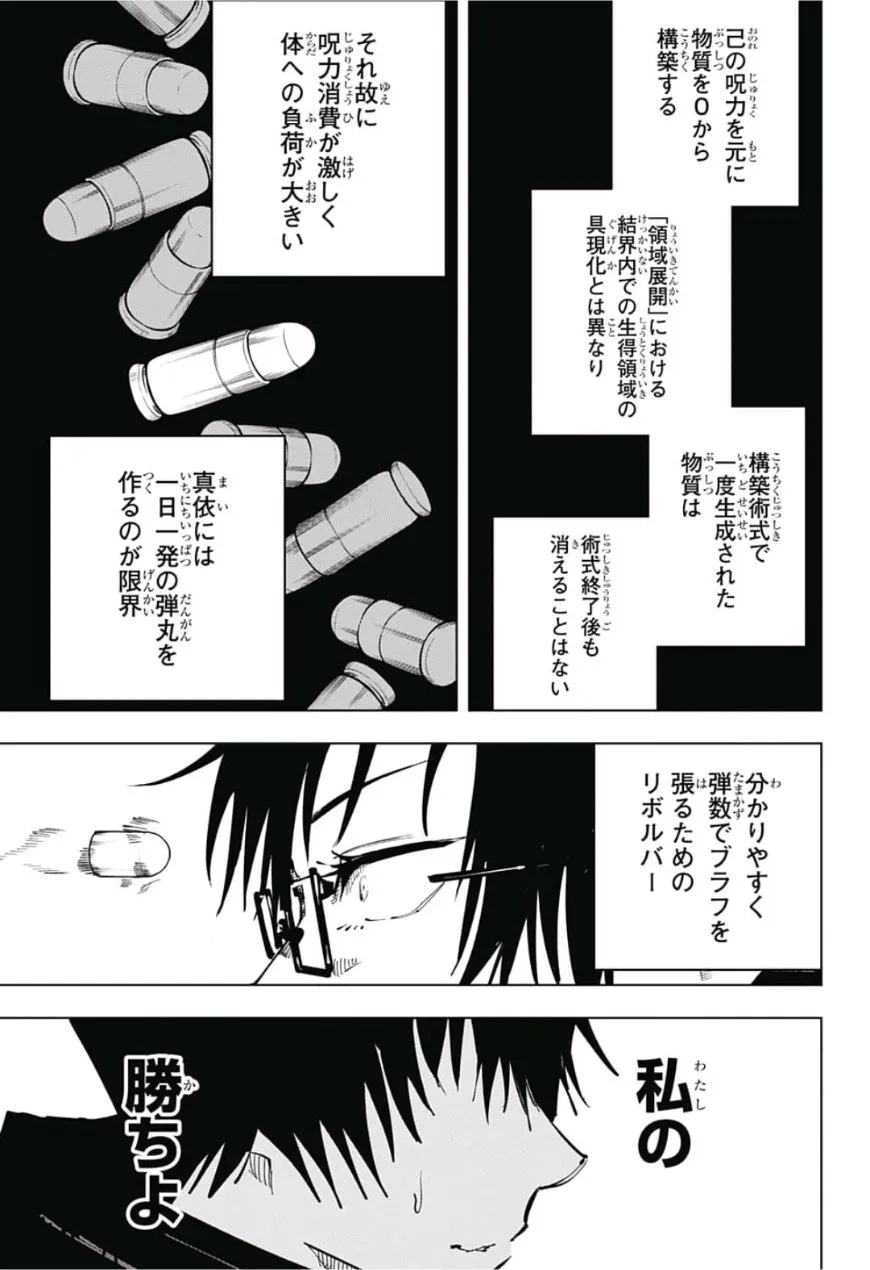 己の呪力を元に
物質を0から
構築する
「領域展開」における
結界内での生得領域の
具現化とは異なり
構築術式で
一度生成された
物質は
術式終了後も
消えることはない
それ故に
呪力消費が激しく
体への負荷が大きい
真依には
一日一発の弾丸を
作るのが限界
分かりやすく
弾数でブラフを
張るための
リボルバー
私の
勝ちよ